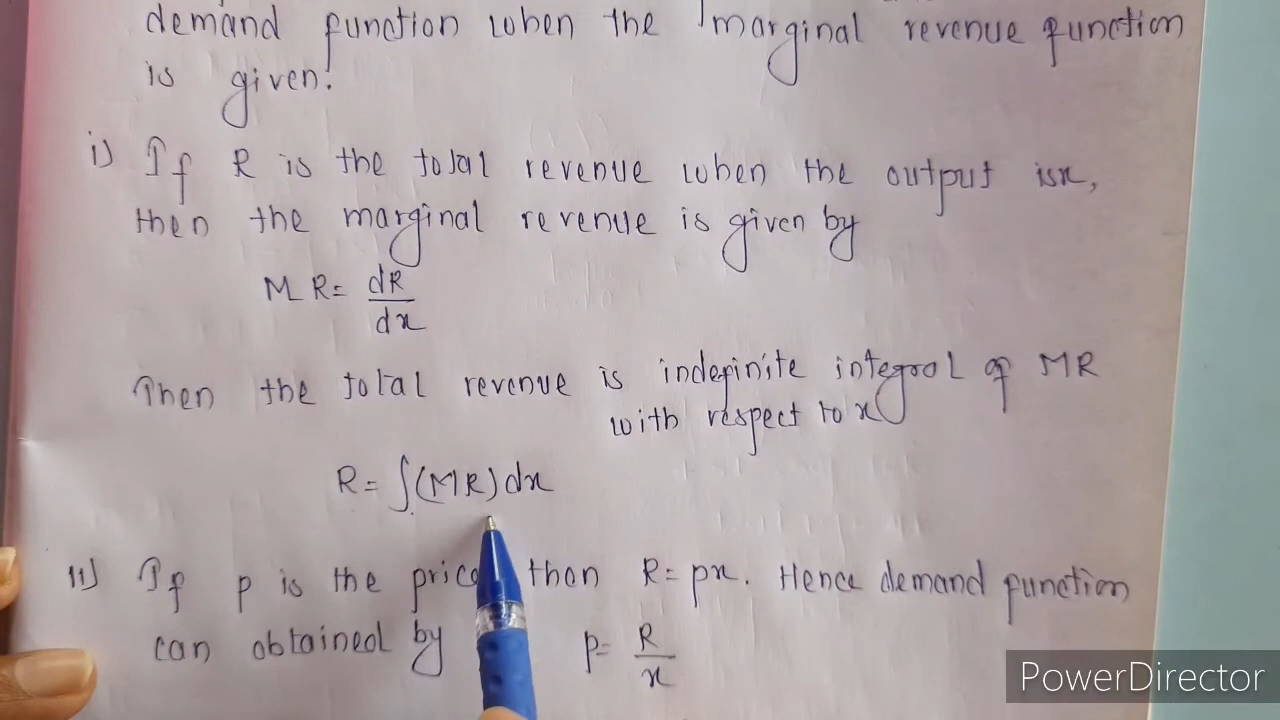 demand function when the marginal revenue function
is given.
i) If R is the total revenue when the output is x,
then the marginal revenue is given by
MR= dR/dx
Then the total revenue is indefinite integral of MR
with respect to x
R= ∫(MR)dx
ii) If p is the price then R= px. Hence demand function
can obtained by p= R/x
PowerDirector